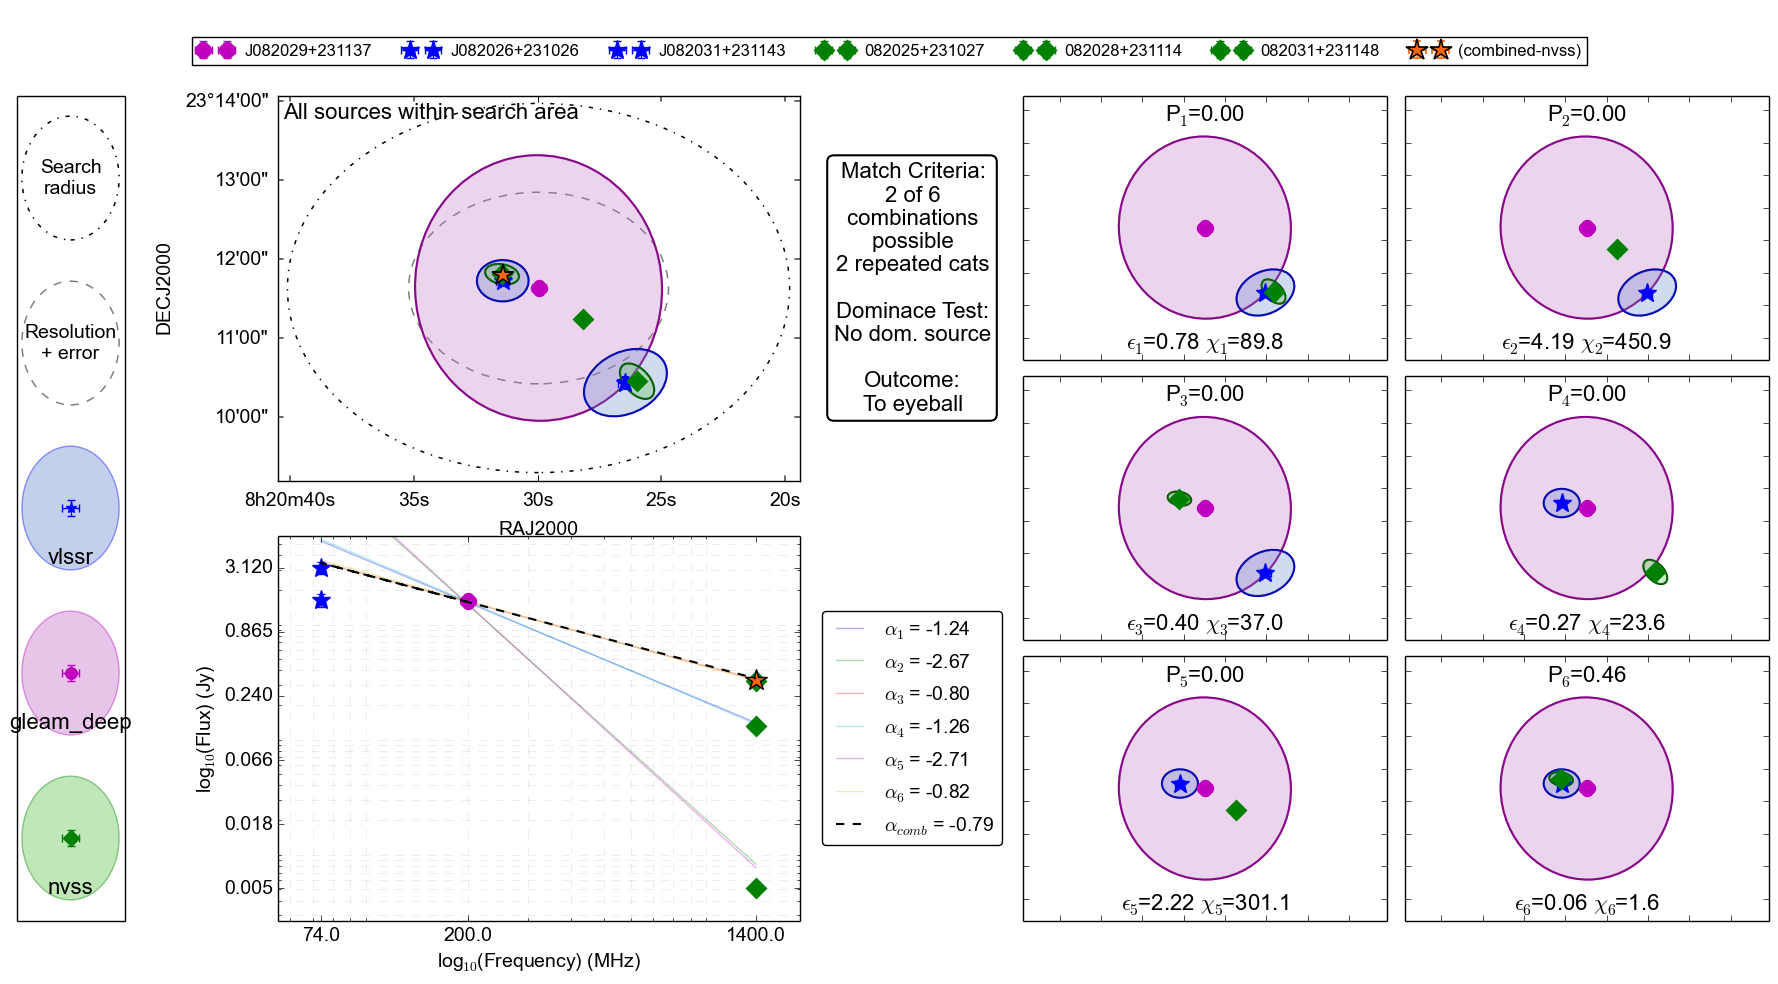 J082029+231137 J082026+231026 J082031+231143 082025+231027 082028+231114 082031+231148 (combined-nvss)
Search
radius
Resolution
+ error
vlssr
gleam_deep
nvss
All sources within search area
23°14'00"
13'00"
12'00"
11'00"
10'00"
DECJ2000
8h20m40s 35s 30s 25s 20s
RAJ2000
Match Criteria:
2 of 6
combinations
possible
2 repeated cats
Dominace Test:
No dom. source
Outcome:
To eyeball
3.120
0.865
0.240
0.066
0.018
0.005
log10(Flux) (Jy)
74.0 200.0 1400.0
log10(Frequency) (MHz)
α1 = -1.24
α2 = -2.67
α3 = -0.80
α4 = -1.26
α5 = -2.71
α6 = -0.82
αcomb = -0.79
P1=0.00
ϵ1=0.78 χ1=89.8
P2=0.00
ϵ2=4.19 χ2=450.9
P3=0.00
ϵ3=0.40 χ3=37.0
P4=0.00
ϵ4=0.27 χ4=23.6
P5=0.00
ϵ5=2.22 χ5=301.1
P6=0.46
ϵ6=0.06 χ6=1.6